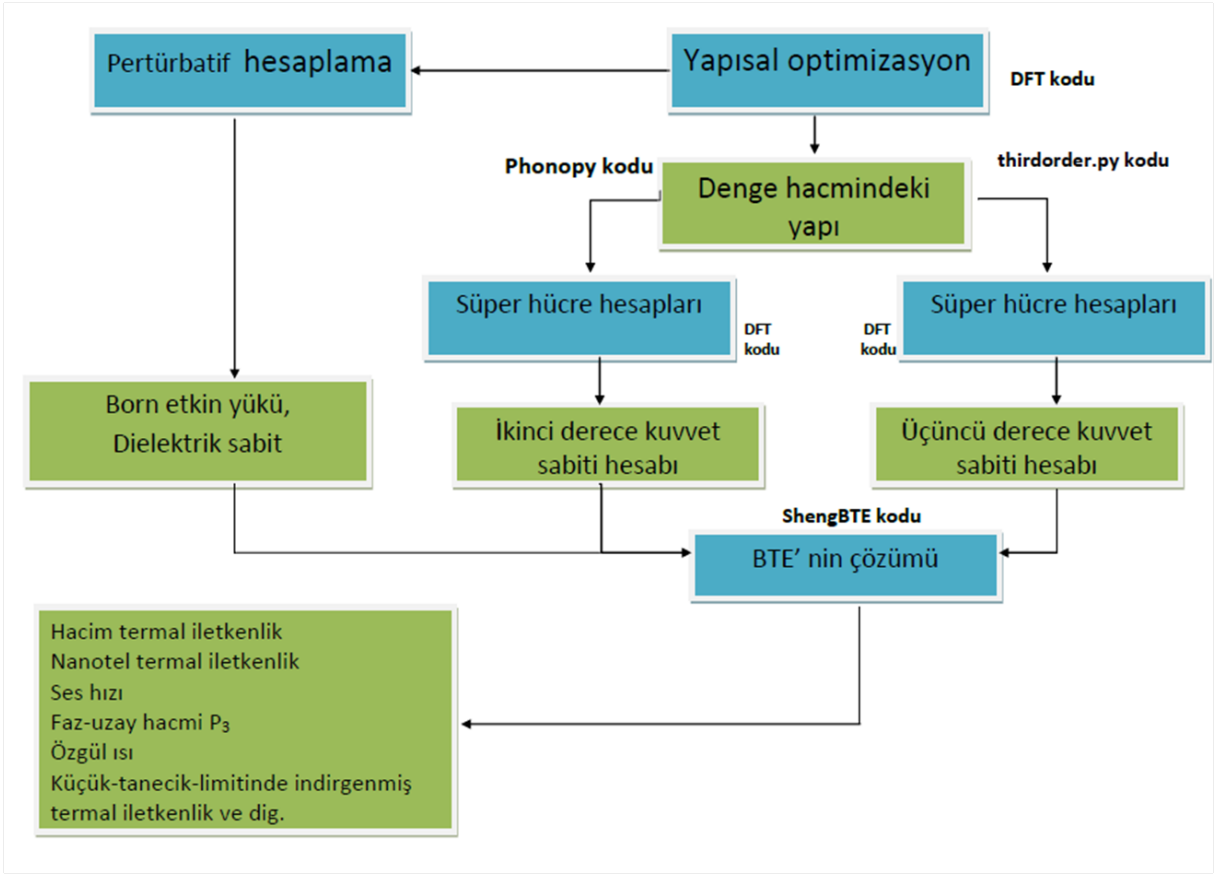 Pertürbatif hesaplama
Yapısal optimizasyon
DFT kodu
Phonopy kodu
thirdorder.py kodu
Denge hacmindeki
yapı
Süper hücre hesapları
DFT
kodu
DFT
kodu
Süper hücre hesapları
Born etkin yükü,
Dielektrik sabit
İkinci derece kuvvet
sabiti hesabı
Üçüncü derece kuvvet
sabiti hesabı
ShengBTE kodu
BTE’ nin çözümü
Hacim termal iletkenlik
Nanotel termal iletkenlik
Ses hızı
Faz-uzay hacmi P₃
Özgül ısı
Küçük-tanecik-limitinde indirgenmiş
termal iletkenlik ve dig.